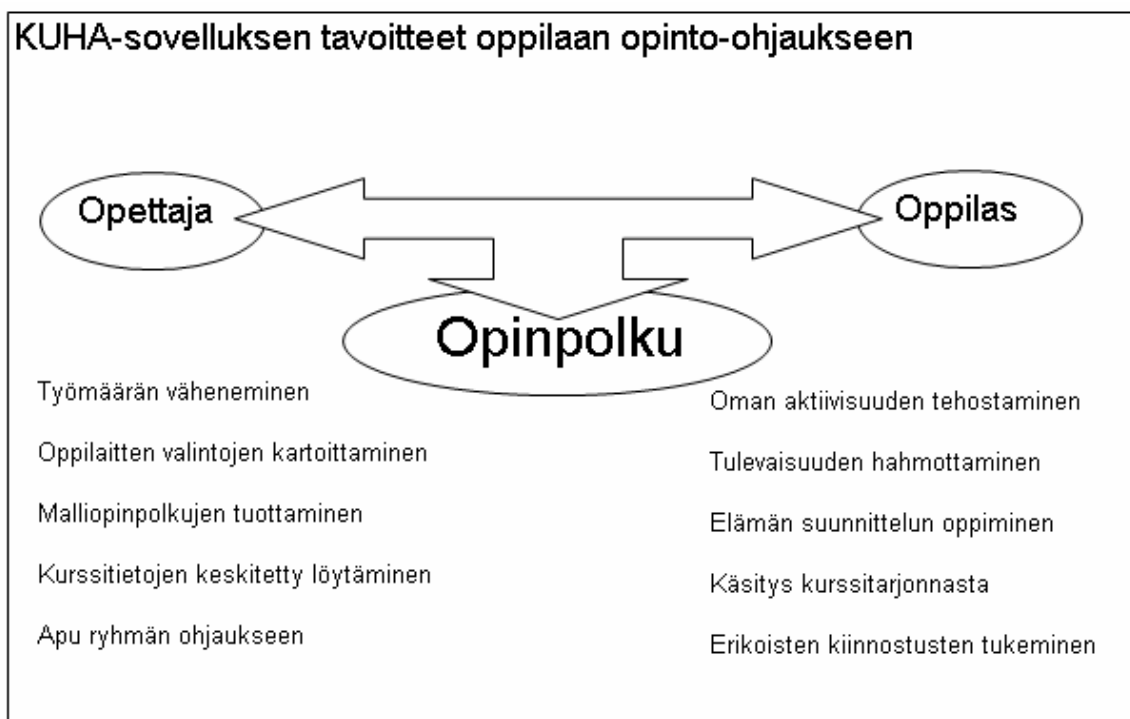 KUHA-sovelluksen tavoitteet oppilaan opinto-ohjaukseen
Opettaja
Oppilas
Opinpolku
Työmäärän väheneminen
Oppilaitten valintojen kartoittaminen
Malliopinpolkujen tuottaminen
Kurssitietojen keskitetty löytäminen
Apu ryhmän ohjaukseen
Oman aktiivisuuden tehostaminen
Tulevaisuuden hahmottaminen
Elämän suunnittelun oppiminen
Käsitys kurssitarjonnasta
Erikoisten kiinnostusten tukeminen